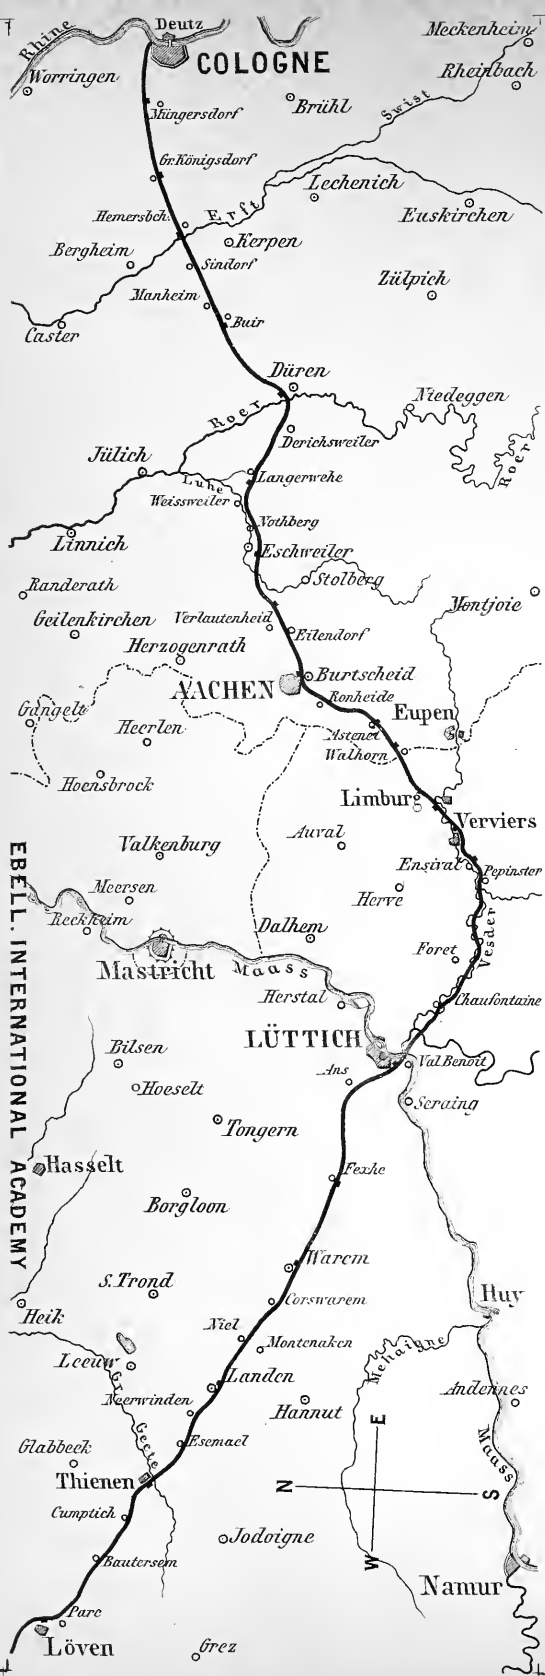 Deutz
Rhine
Meckenheim
COLOGNE
Worringen
Rheinbach
Brühl
Swist
Müngersdorf
Gr. Königsdorf
Lechenich
Erft
Hemersbch.
Euskirchen
Kerpen
Bergheim
Sindorf
Zülpich
Manheim
Buir
Caster
Düren
Niedeggen
Roer
Derichsweiler
Roer
Jülich
Langerwehe
Luhe
Weissweiler
Nothberg
Linnich
Eschweiler
Stolberg
Randerath
Montjoie
Geilenkirchen
Verlautenheid
Eilendorf
Herzogenrath
Burtscheid
AACHEN
Ronheide
Gangelt
Eupen
Heerlen
Astenet
Walhorn
Hoensbrock
Limburg
Verviers
Auval
Valkenburg
Ensival
Pepinster
Meersen
Herve
Reckheim
Dalhem
Vesder
Foret
Mastricht
Maass
Herstal
Chaufontaine
LÜTTICH
Bilsen
Val Benoit
Ans
Hoeselt
Seraing
Tongern
EBELL. INTERNATIONAL ACADEMY
Hasselt
Fexhe
Borgloon
Warem
S. Trond
Huy
Corswarem
Heik
Niel
Montenaken
Mehaigne
Leeuw
Landen
Gr. Geete
Neerwinden
Hannut
Andennes
E
Esemael
Glabbeck
Maass
Thienen
N
S
Cumptich
Jodoigne
Bautersem
W
Namur
Parc
Löven
Grez